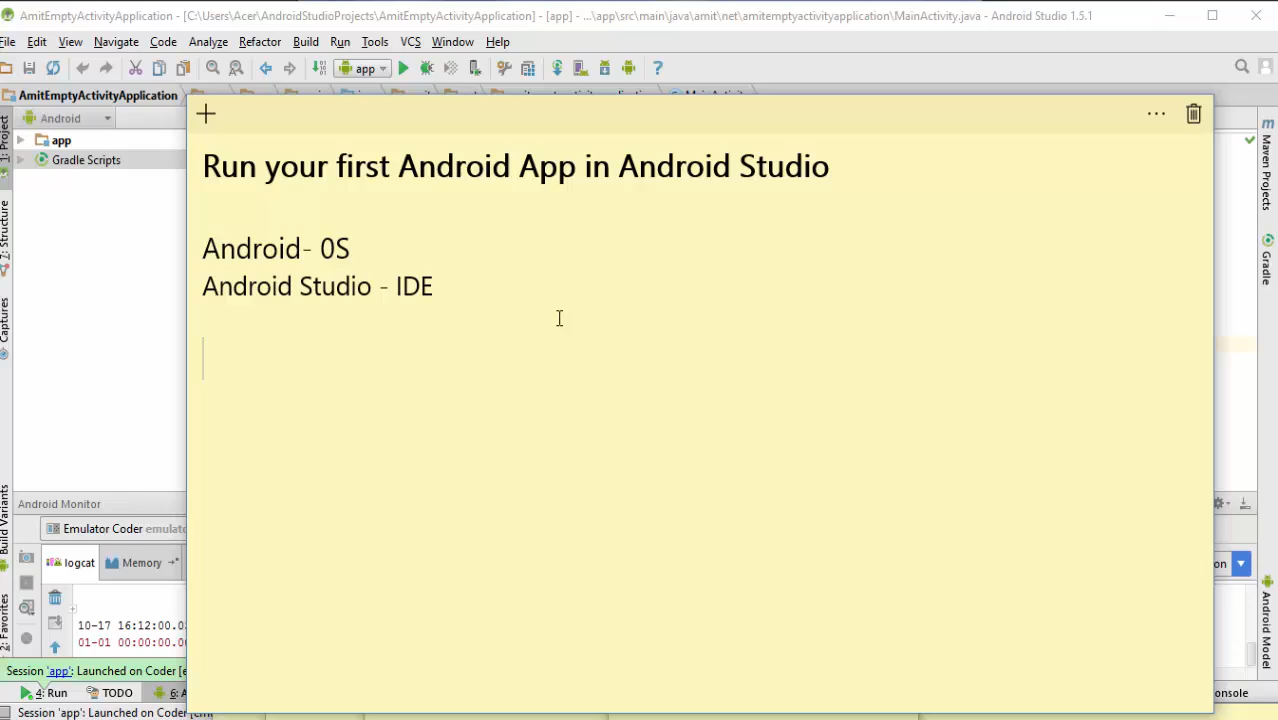 AmitEmptyActivityApplication - [C:\Users\Acer\AndroidStudioProjects\AmitEmptyActivityApplication] - [app] - ...\app\src\main\java\amit\net\amitemptyactivityapplication\MainActivity.java - Android Studio 1.5.1
File Edit View Navigate Code Analyze Refactor Build Run Tools VCS Window Help
app
AmitEmptyActivityApplication
Android
app
Gradle Scripts
1: Project
7: Structure
Captures
Build Variants
2: Favorites
Run your first Android App in Android Studio
Android- 0S
Android Studio - IDE
Maven Projects
Gradle
Android Model
Android Monitor
Emulator Coder
logcat Memory
10-17 16:12:00.0
01-01 00:00:00.0
Session 'app': Launched on Coder [e
4: Run TODO 6:
Session 'app': Launched on Coder